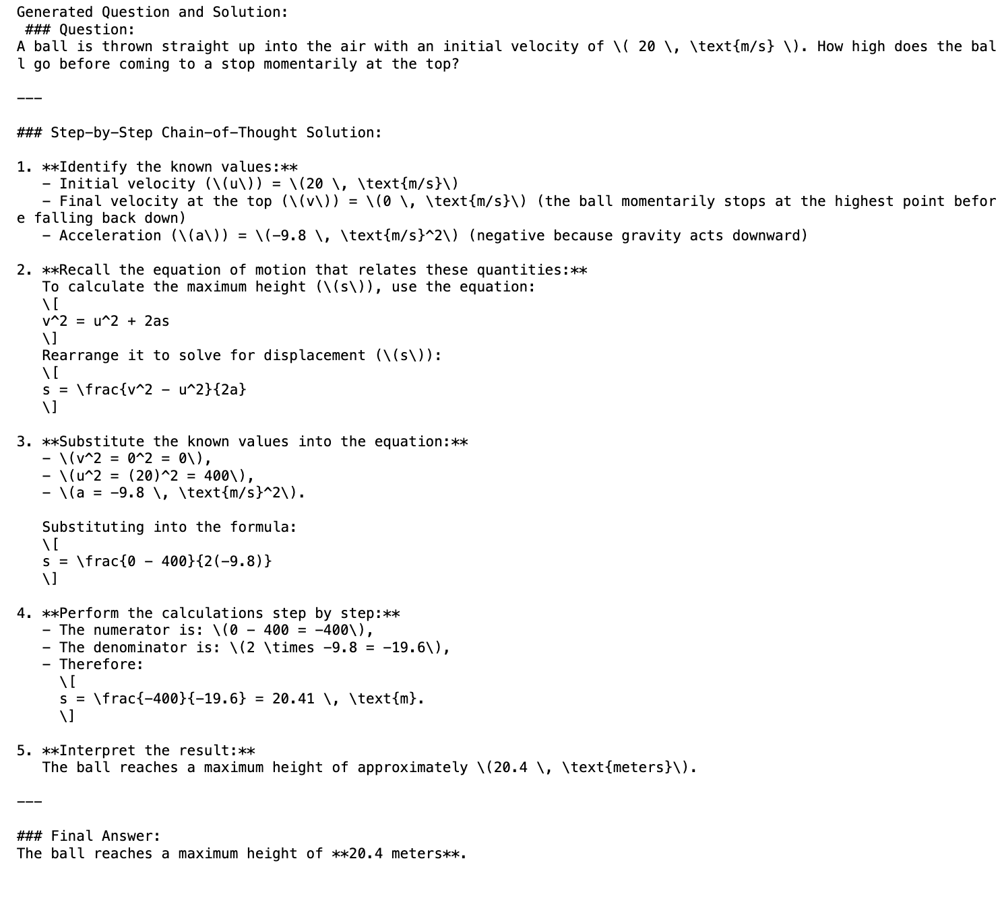 Generated Question and Solution:
 ### Question:
A ball is thrown straight up into the air with an initial velocity of \( 20 \, \text{m/s} \). How high does the bal
l go before coming to a stop momentarily at the top?

---

### Step-by-Step Chain-of-Thought Solution:

1. **Identify the known values:**
   - Initial velocity (\(u\)) = \(20 \, \text{m/s}\)
   - Final velocity at the top (\(v\)) = \(0 \, \text{m/s}\) (the ball momentarily stops at the highest point befor
e falling back down)
   - Acceleration (\(a\)) = \(-9.8 \, \text{m/s}^2\) (negative because gravity acts downward)

2. **Recall the equation of motion that relates these quantities:**
   To calculate the maximum height (\(s\)), use the equation:
   \[
   v^2 = u^2 + 2as
   \]
   Rearrange it to solve for displacement (\(s\)):
   \[
   s = \frac{v^2 - u^2}{2a}
   \]

3. **Substitute the known values into the equation:**
   - \(v^2 = 0^2 = 0\),
   - \(u^2 = (20)^2 = 400\),
   - \(a = -9.8 \, \text{m/s}^2\).

   Substituting into the formula:
   \[
   s = \frac{0 - 400}{2(-9.8)}
   \]

4. **Perform the calculations step by step:**
   - The numerator is: \(0 - 400 = -400\),
   - The denominator is: \(2 \times -9.8 = -19.6\),
   - Therefore:
     \[
     s = \frac{-400}{-19.6} = 20.41 \, \text{m}.
     \]

5. **Interpret the result:**
   The ball reaches a maximum height of approximately \(20.4 \, \text{meters}\).

---

### Final Answer:
The ball reaches a maximum height of **20.4 meters**.